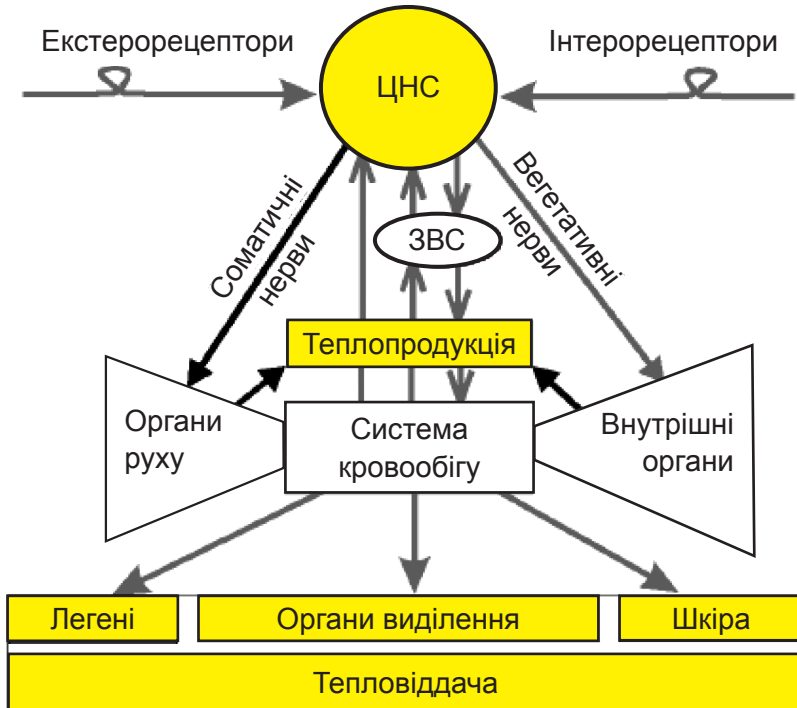 Екстерорецептори
Інтерорецептори
ЦНС
Соматичні
нерви
Вегетативні
нерви
ЗВС
Теплопродукція
Органи
руху
Система
кровообігу
Внутрішні
органи
Легені
Органи виділення
Шкіра
Тепловіддача